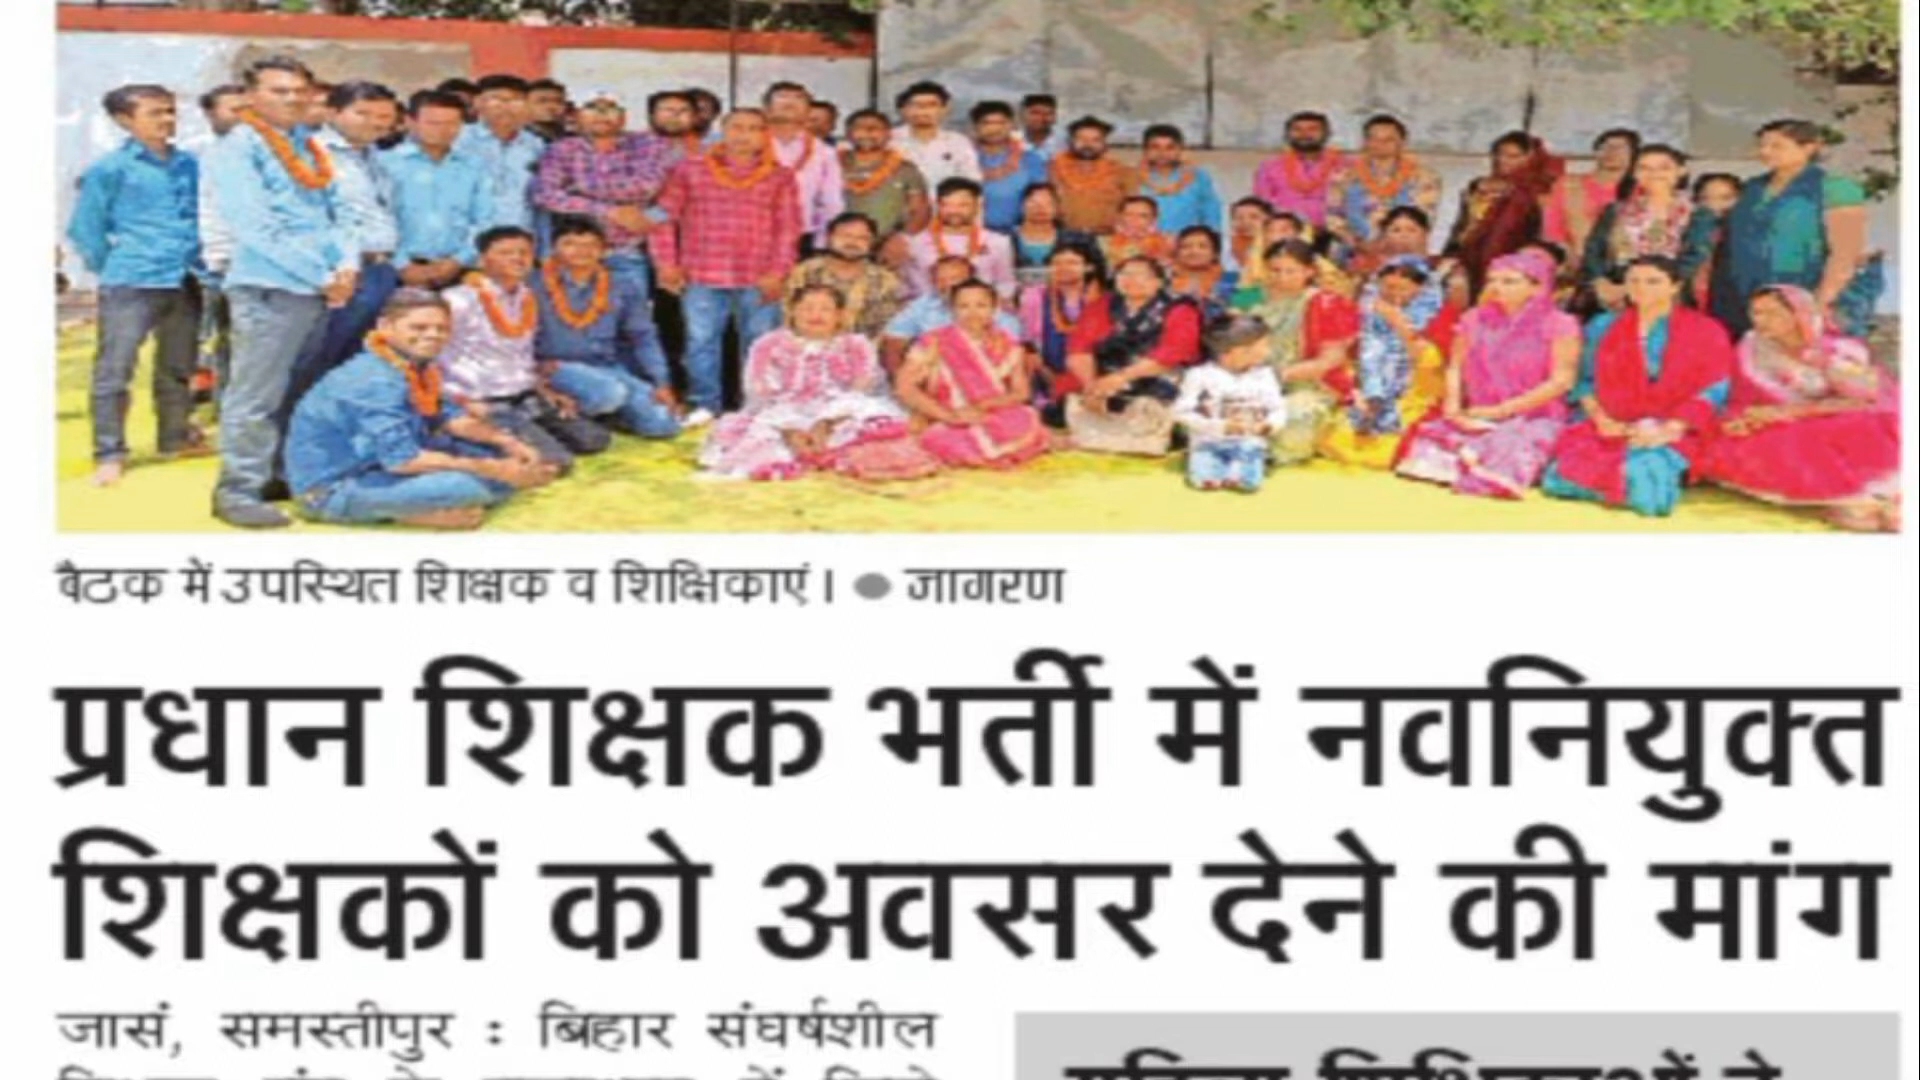 बैठक में उपस्थित शिक्षक व शिक्षिकाएं। ● जागरण
प्रधान शिक्षक भर्ती में नवनियुक्त
शिक्षकों को अवसर देने की मांग
जासं, समस्तीपुर : बिहार संघर्षशील